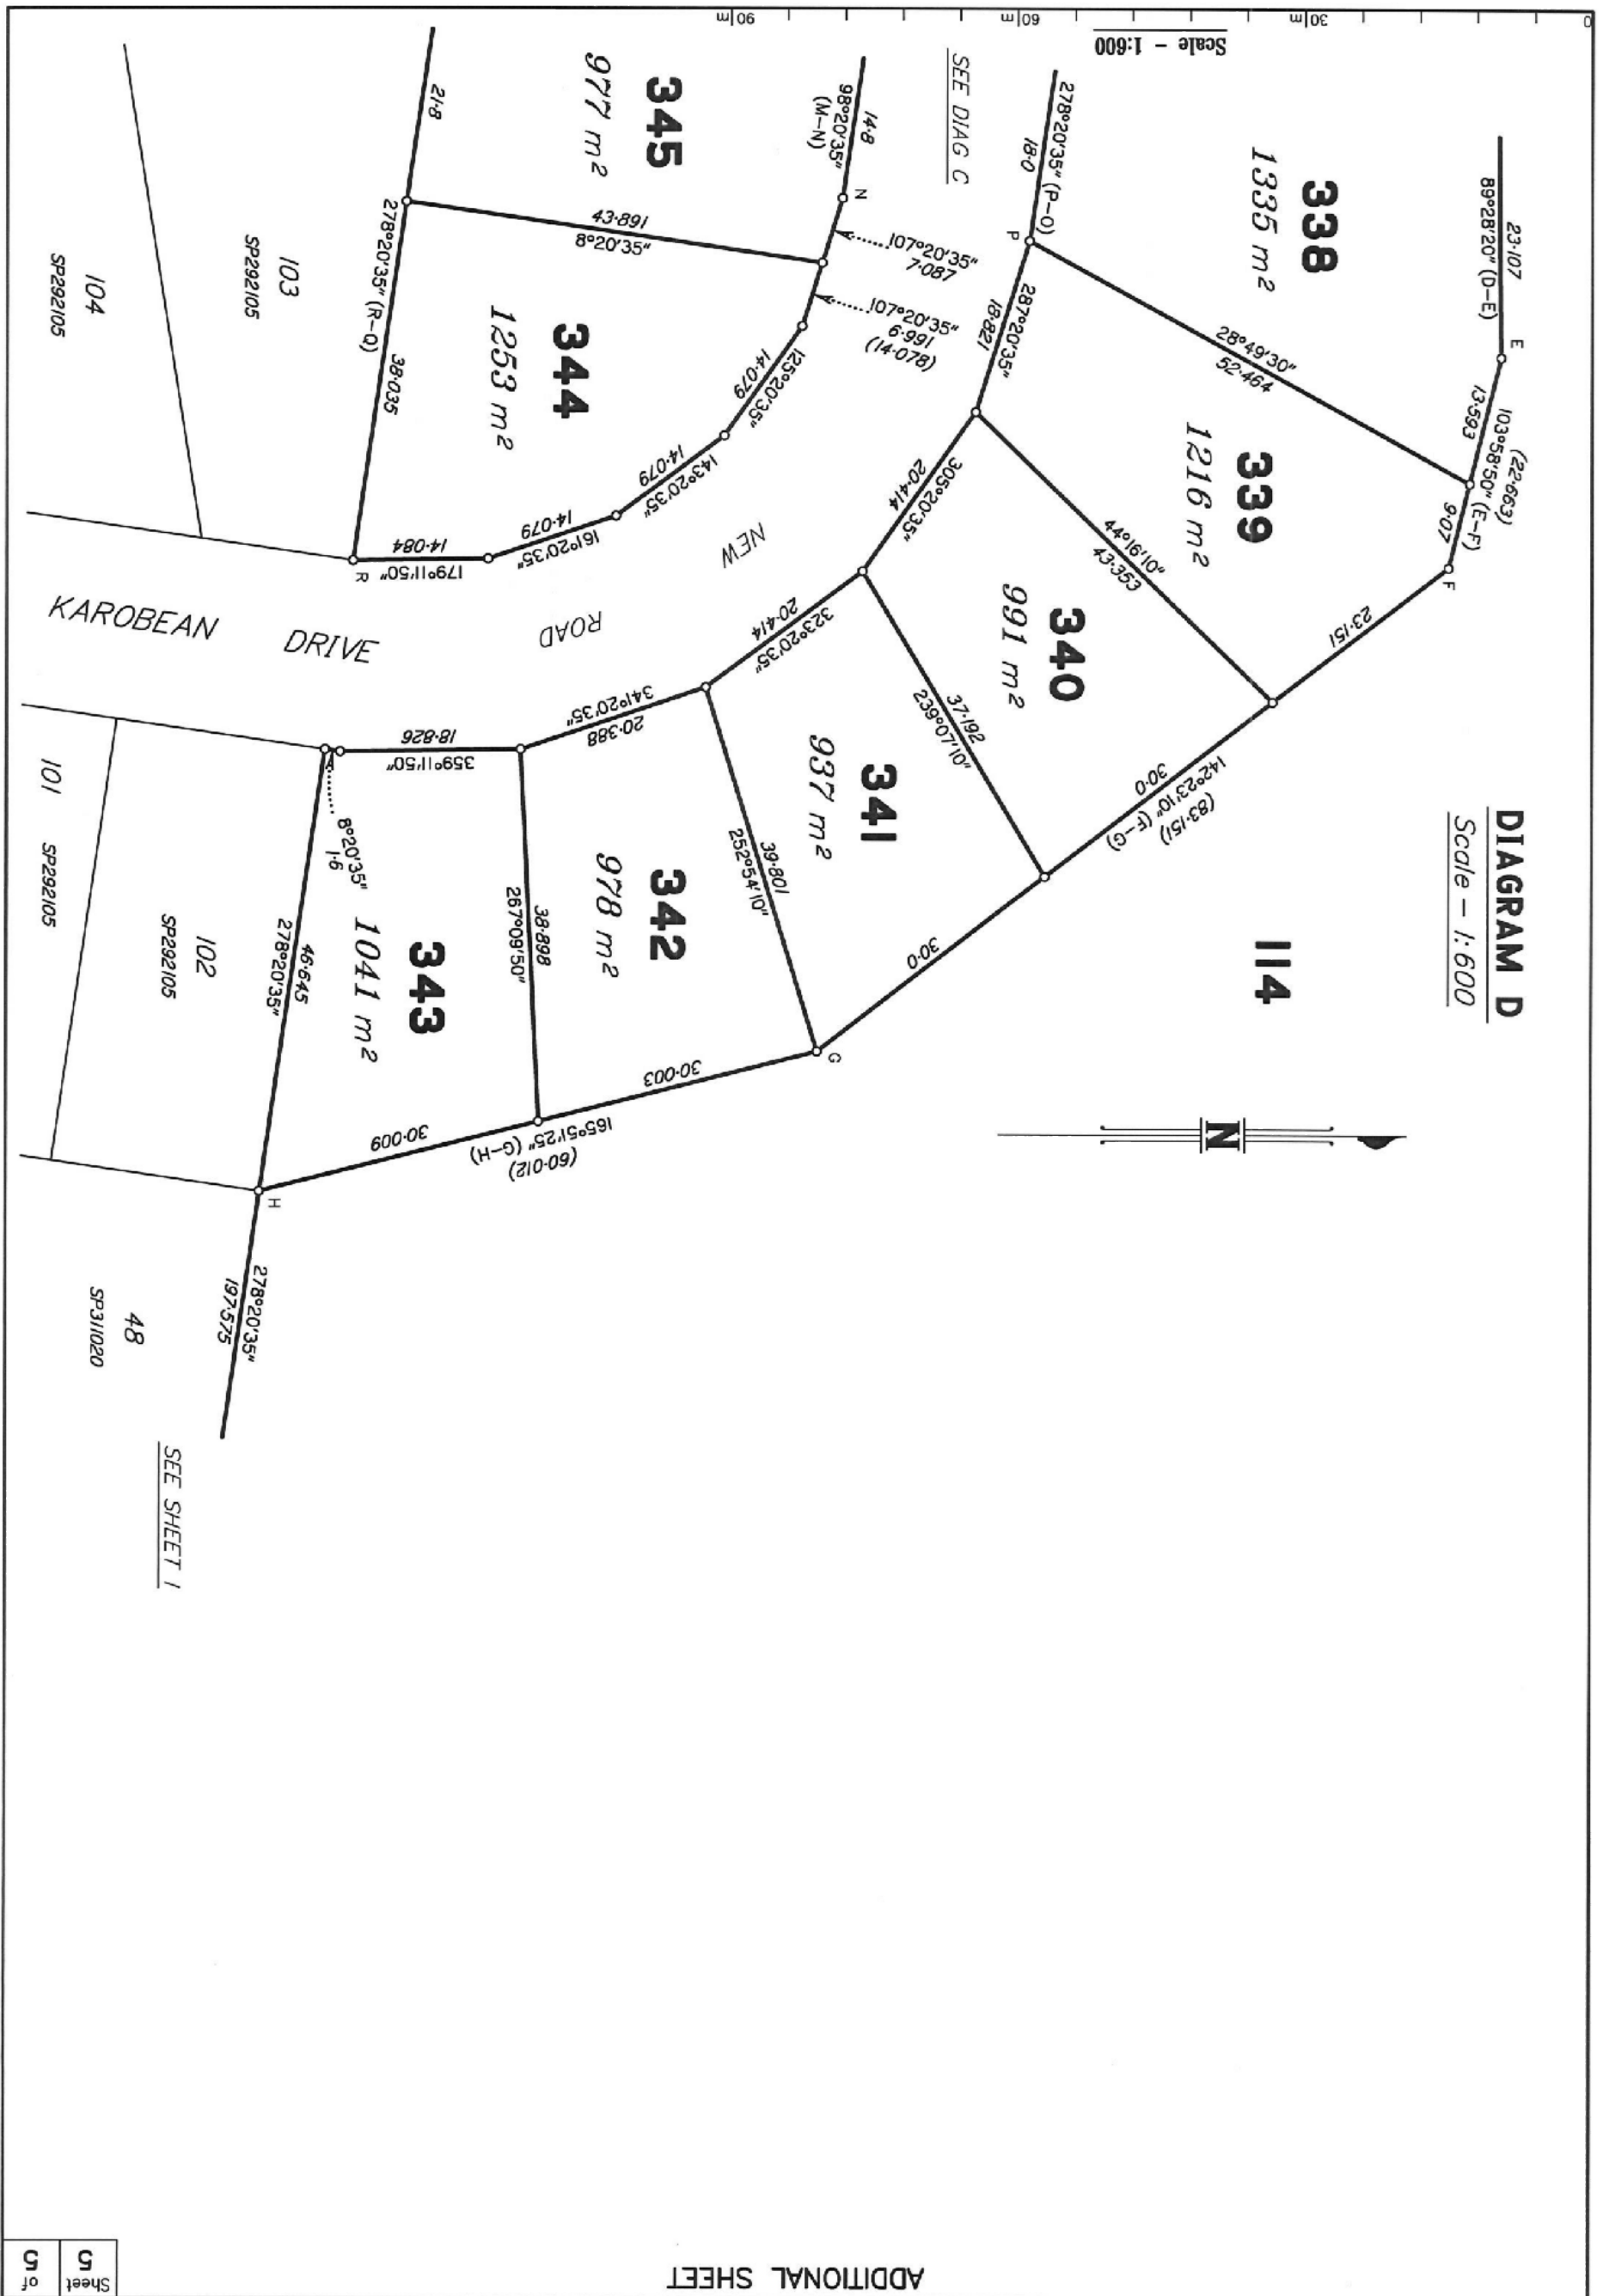 ADDITIONAL SHEET
Sheet
5
of
5
DIAGRAM D
Scale – 1:600
N
114
23·107
89°28'20" (D–E)
E
(22·663)
103°58'50" (E–F)
13·593
9·07
F
23·151
142°23'10" (F–G)
(83·151)
30·0
30·0
G
30·003
165°51'25" (G–H)
(60·012)
30·009
H
278°20'35"
197·575
48
SP311020
SEE SHEET 1
338
1335 m²
28°49'30"
52·464
339
1216 m²
44°16'10"
43·353
340
991 m²
37·192
239°07'10"
341
937 m²
39·801
252°54'10"
342
978 m²
38·898
267°09'50"
343
1041 m²
8°20'35"
1·6
46·645
278°20'35"
278°20'35" (P–O)
18·0
P
287°20'35"
18·821
305°20'35"
20·414
323°20'35"
20·414
341°20'35"
20·388
359°11'50"
18·826
SEE DIAG C
NEW
ROAD
KAROBEAN DRIVE
14·8
98°20'35"
(M–N)
N
107°20'35"
7·087
107°20'35"
6·991
(14·078)
125°20'35"
14·079
143°20'35"
14·079
161°20'35"
14·079
179°11'50"
14·084
R
345
977 m²
43·891
8°20'35"
344
1253 m²
21·8
278°20'35" (R–Q)
38·035
103
SP292105
104
SP292105
102
SP292105
101
SP292105
Scale – 1:600
0
30m
60m
90m